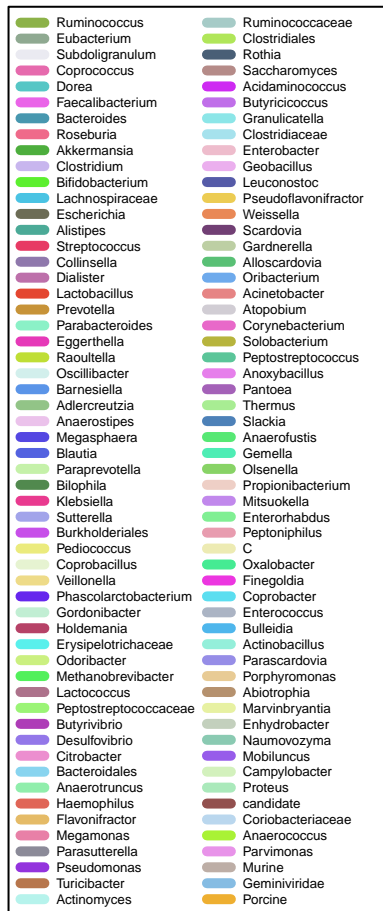 Ruminococcus
Eubacterium
Subdoligranulum
Coprococcus
Dorea
Faecalibacterium
Bacteroides
Roseburia
Akkermansia
Clostridium
Bifidobacterium
Lachnospiraceae
Escherichia
Alistipes
Streptococcus
Collinsella
Dialister
Lactobacillus
Prevotella
Parabacteroides
Eggerthella
Raoultella
Oscillibacter
Barnesiella
Adlercreutzia
Anaerostipes
Megasphaera
Blautia
Paraprevotella
Bilophila
Klebsiella
Sutterella
Burkholderiales
Pediococcus
Coprobacillus
Veillonella
Phascolarctobacterium
Gordonibacter
Holdemania
Erysipelotrichaceae
Odoribacter
Methanobrevibacter
Lactococcus
Peptostreptococcaceae
Butyrivibrio
Desulfovibrio
Citrobacter
Bacteroidales
Anaerotruncus
Haemophilus
Flavonifractor
Megamonas
Parasutterella
Pseudomonas
Turicibacter
Actinomyces
Ruminococcaceae
Clostridiales
Rothia
Saccharomyces
Acidaminococcus
Butyricicoccus
Granulicatella
Clostridiaceae
Enterobacter
Geobacillus
Leuconostoc
Pseudoflavonifractor
Weissella
Scardovia
Gardnerella
Alloscardovia
Oribacterium
Acinetobacter
Atopobium
Corynebacterium
Solobacterium
Peptostreptococcus
Anoxybacillus
Pantoea
Thermus
Slackia
Anaerofustis
Gemella
Olsenella
Propionibacterium
Mitsuokella
Enterorhabdus
Peptoniphilus
C
Oxalobacter
Finegoldia
Coprobacter
Enterococcus
Bulleidia
Actinobacillus
Parascardovia
Porphyromonas
Abiotrophia
Marvinbryantia
Enhydrobacter
Naumovozyma
Mobiluncus
Campylobacter
Proteus
candidate
Coriobacteriaceae
Anaerococcus
Parvimonas
Murine
Geminiviridae
Porcine